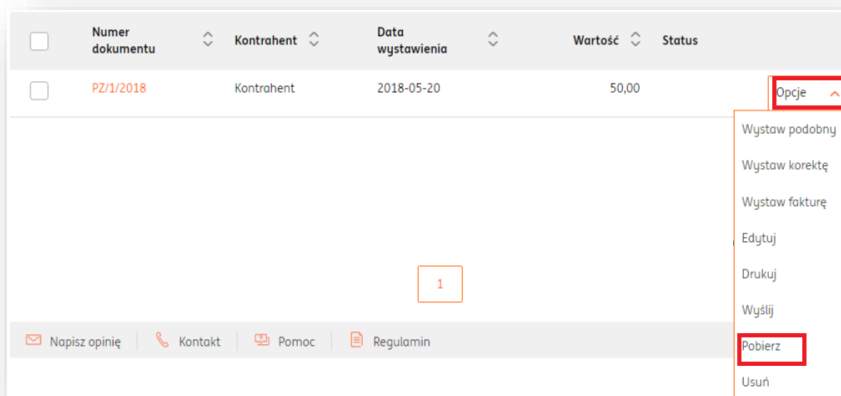 Numer dokumentu Kontrahent Data wystawienia Wartość Status
PZ/1/2018 Kontrahent 2018-05-20 50,00 Opcje
Wystaw podobny
Wystaw korektę
Wystaw fakturę
Edytuj
Drukuj
1
Wyślij
Napisz opinię Kontakt Pomoc Regulamin
Pobierz
Usuń